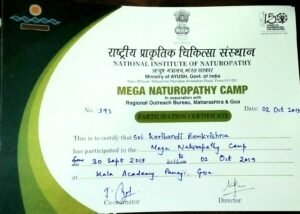 राष्ट्रीय प्राकृतिक चिकित्सा संस्थान
NATIONAL INSTITUTE OF NATUROPATHY
आयुष मंत्रालय, भारत सरकार
Ministry of AYUSH, Govt. of India
MEGA NATUROPATHY CAMP
in association with
Regional Outreach Bureau, Maharashtra & Goa
No: 393
Date: 02 Oct 2019
PARTICIPATION CERTIFICATE
This is to certify that Sri Ramakrishna
has participated in the Mega Naturopathy Camp
from 30 Sept 2019 to 02 Oct 2019
at Kala Academy, Panaji, Goa
Co-ordinator
Director